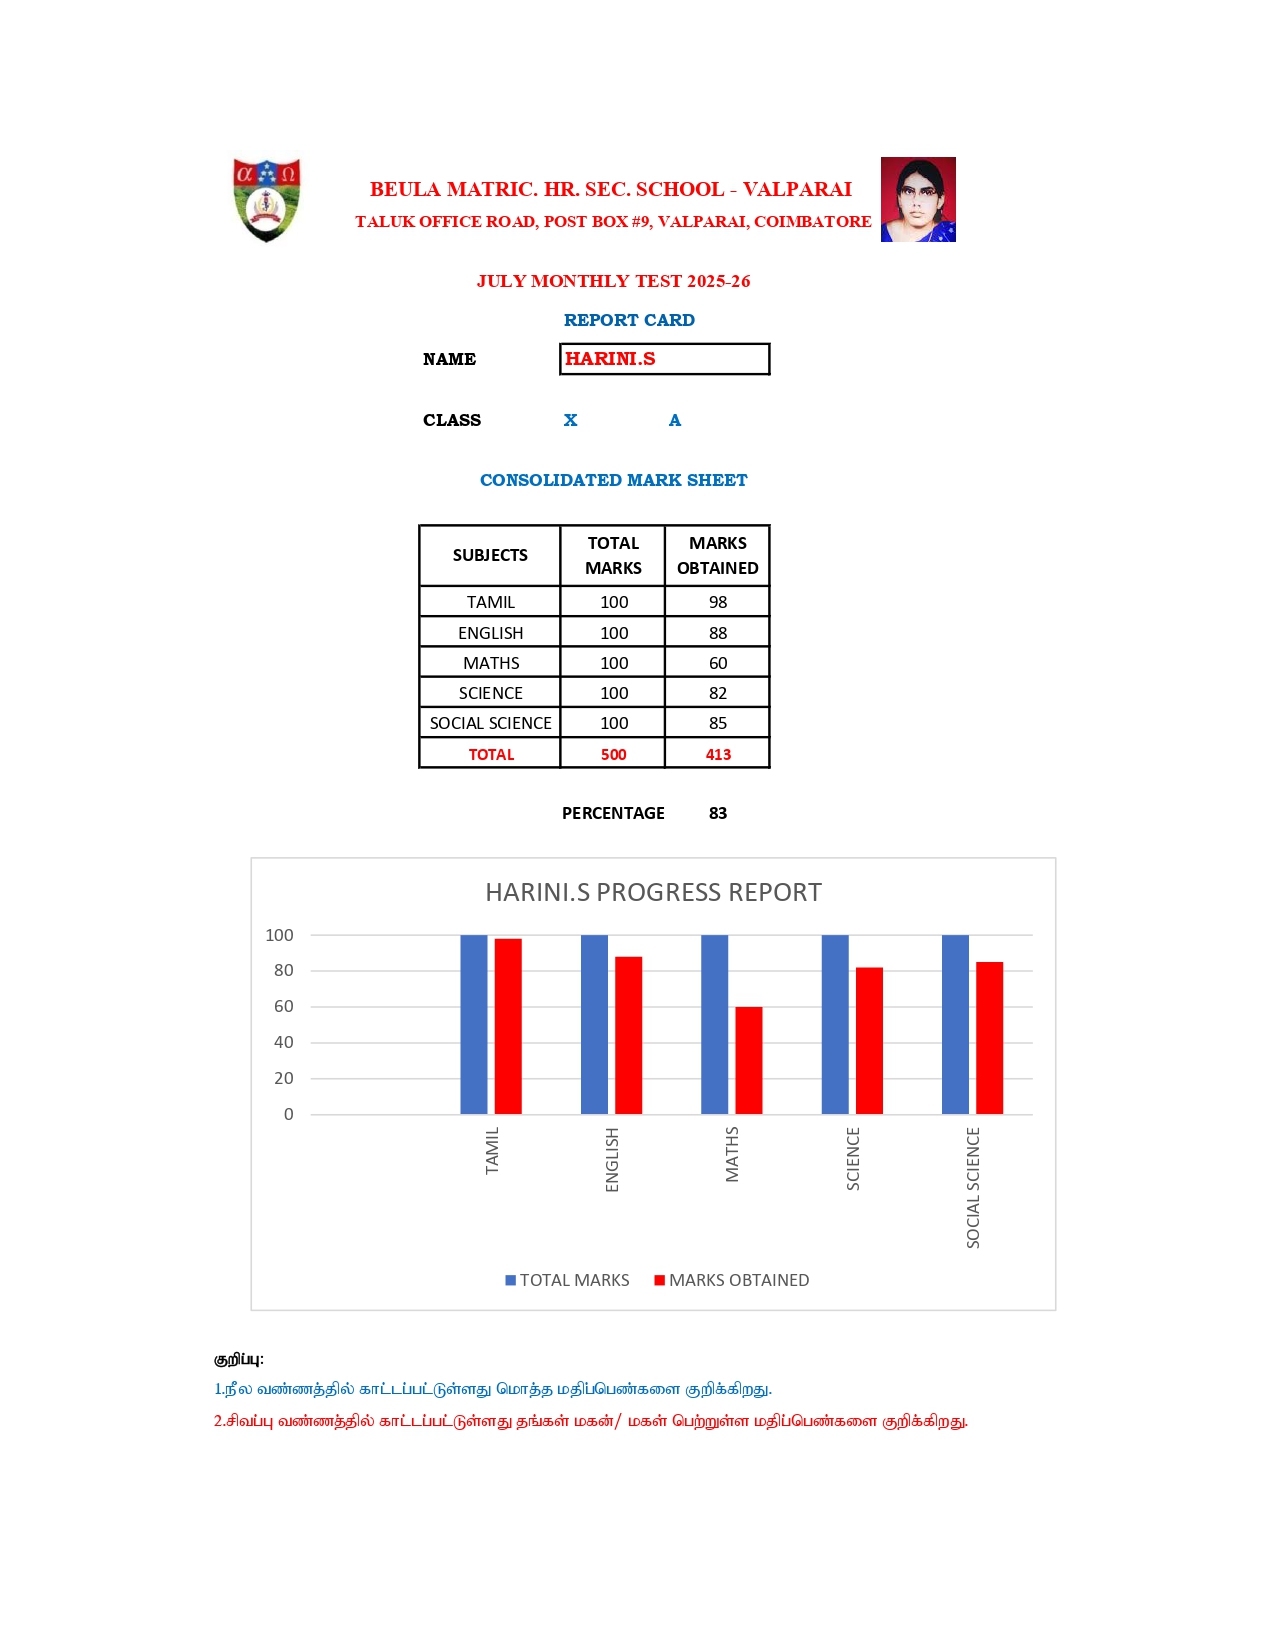 α Ω
BEULA MATRIC. HR. SEC. SCHOOL - VALPARAI
TALUK OFFICE ROAD, POST BOX #9, VALPARAI, COIMBATORE
JULY MONTHLY TEST 2025-26
REPORT CARD
NAME HARINI.S
CLASS X A
CONSOLIDATED MARK SHEET
SUBJECTS TOTAL MARKS MARKS OBTAINED
TAMIL 100 98
ENGLISH 100 88
MATHS 100 60
SCIENCE 100 82
SOCIAL SCIENCE 100 85
TOTAL 500 413
PERCENTAGE 83
HARINI.S PROGRESS REPORT
100
80
60
40
20
0
TAMIL ENGLISH MATHS SCIENCE SOCIAL SCIENCE
TOTAL MARKS MARKS OBTAINED
குறிப்பு:
1.நீல வண்ணத்தில் காட்டப்பட்டுள்ளது மொத்த மதிப்பெண்களை குறிக்கிறது.
2.சிவப்பு வண்ணத்தில் காட்டப்பட்டுள்ளது தங்கள் மகன்/ மகள் பெற்றுள்ள மதிப்பெண்களை குறிக்கிறது.